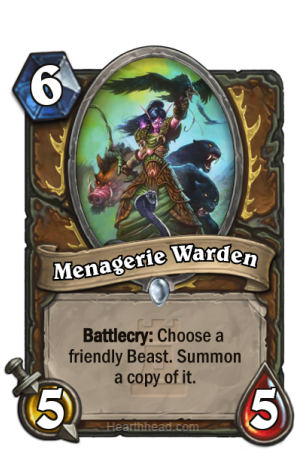 6
Menagerie Warden
Battlecry: Choose a
friendly Beast. Summon
a copy of it.
5
5
Hearthhead.com